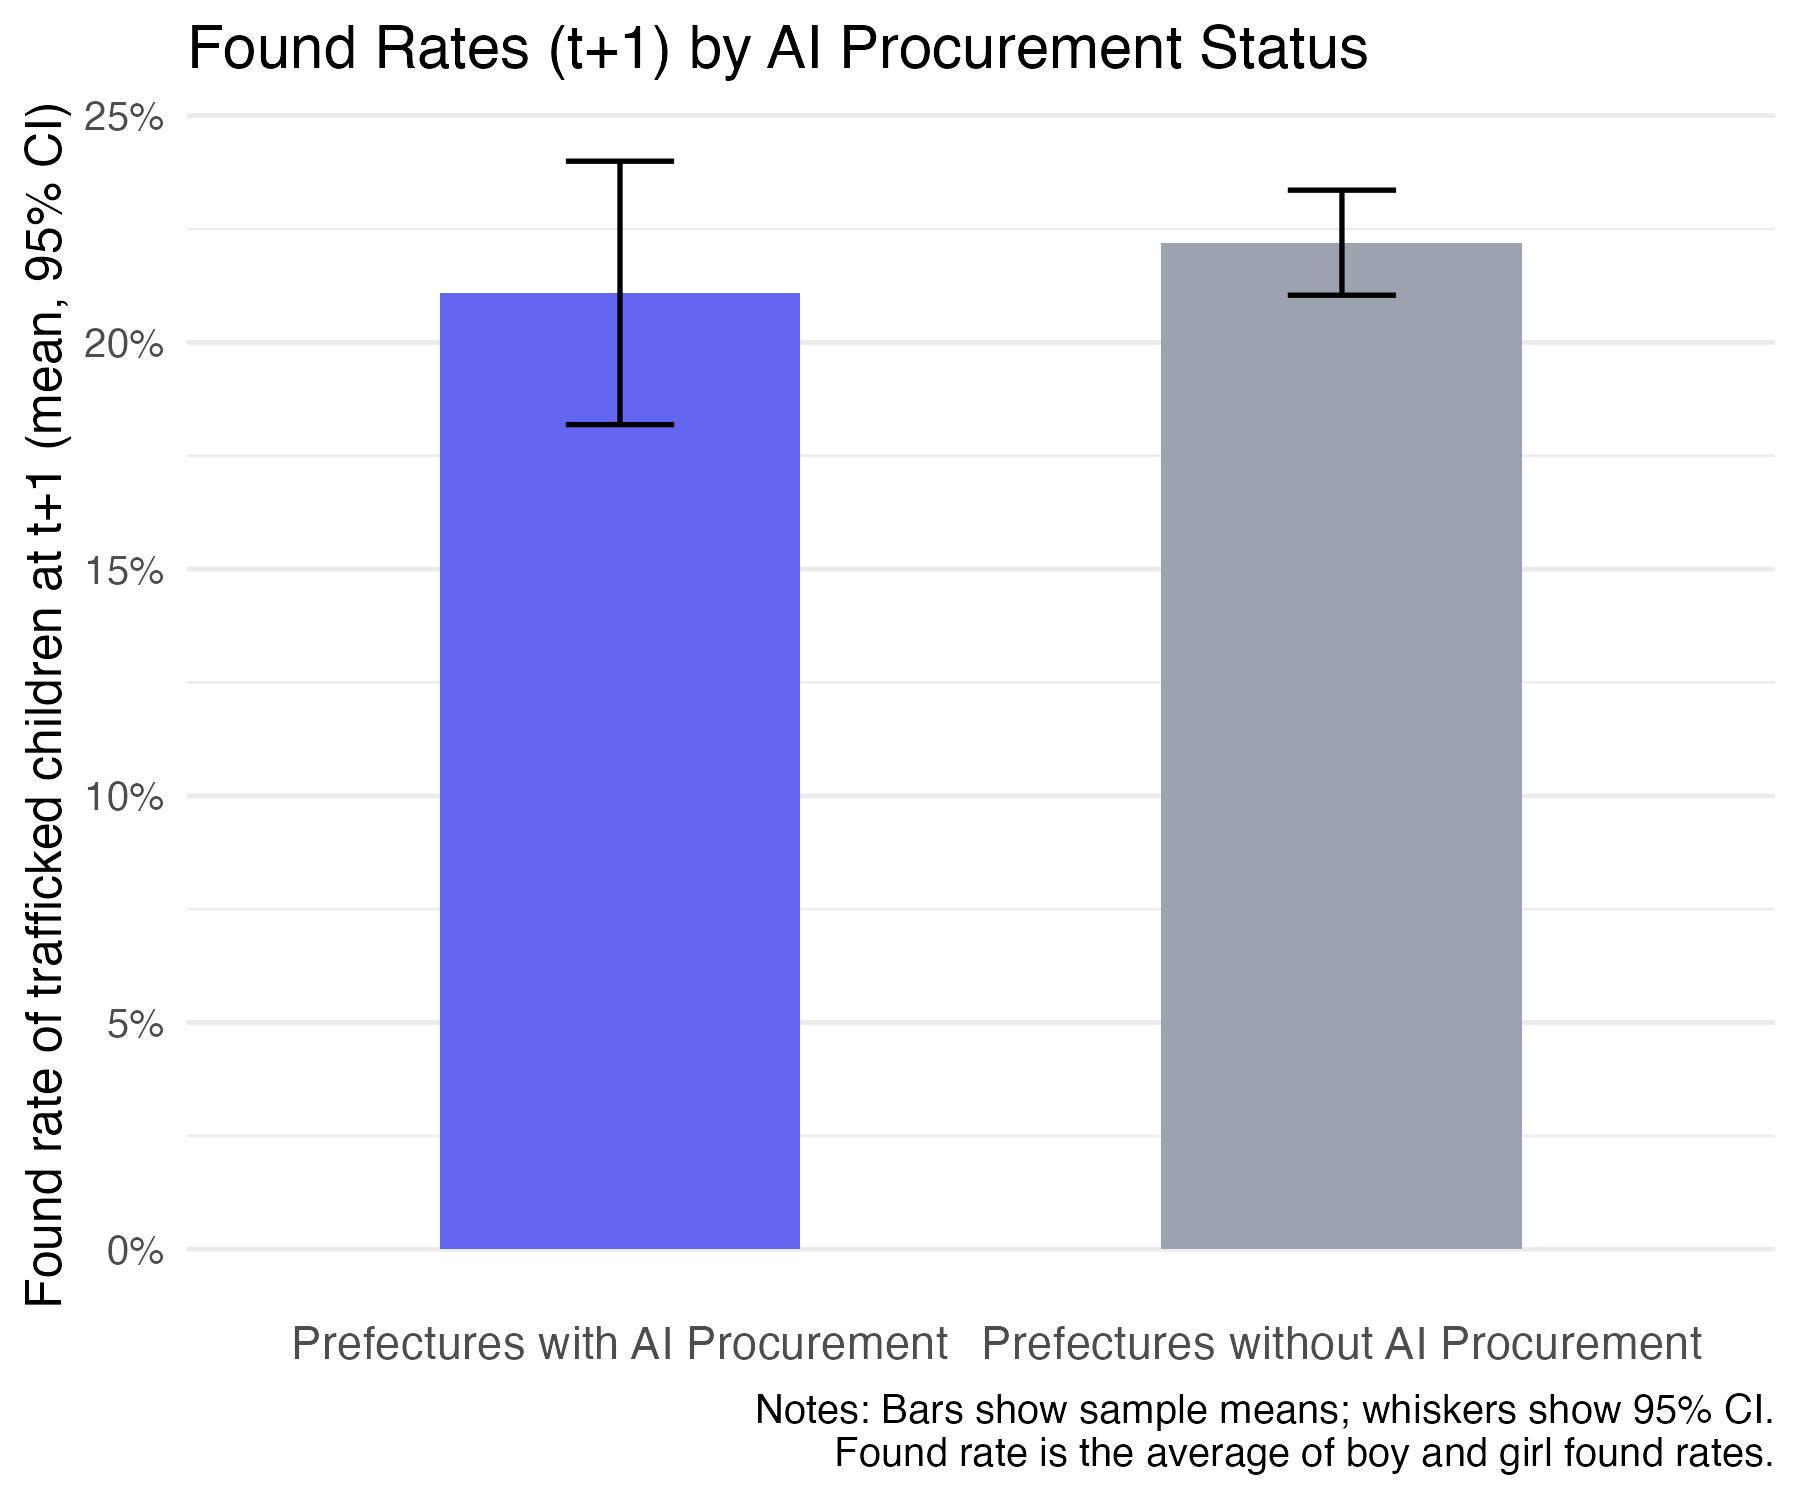 Found Rates (t+1) by AI Procurement Status
Found rate of trafficked children at t+1 (mean, 95% CI)
25%
20%
15%
10%
5%
0%
Prefectures with AI Procurement
Prefectures without AI Procurement
Notes: Bars show sample means; whiskers show 95% CI.
Found rate is the average of boy and girl found rates.